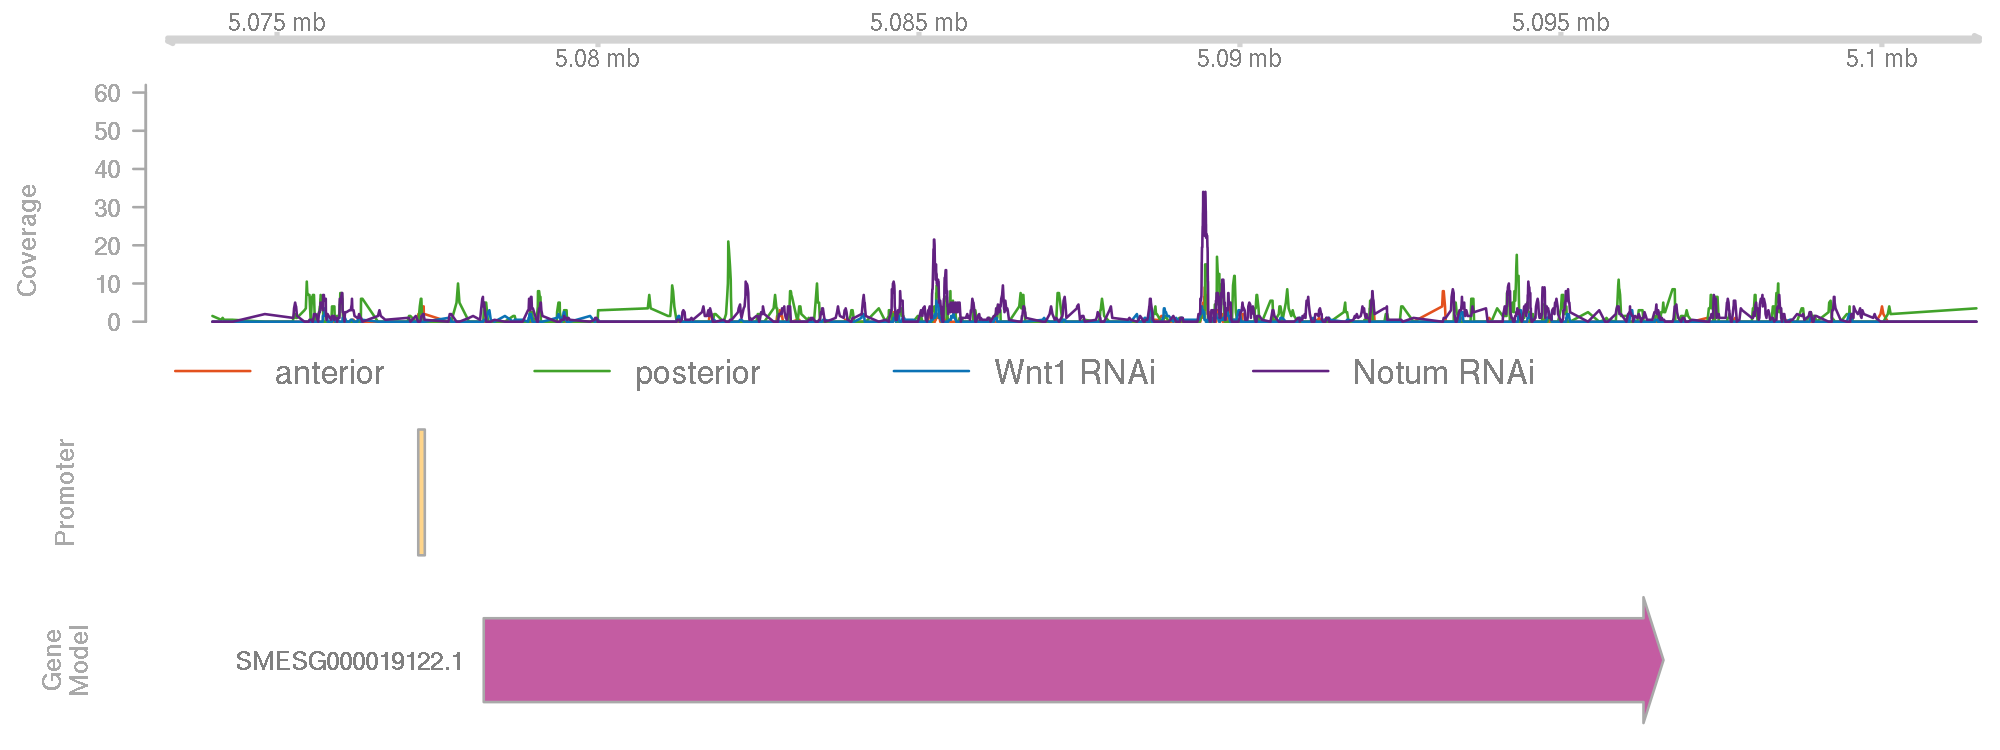 5.075 mb
5.085 mb
5.095 mb
5.08 mb
5.09 mb
5.1 mb
Coverage
60
50
40
30
20
10
0
anterior
posterior
Wnt1 RNAi
Notum RNAi
Promoter
Gene
Model
SMESG000019122.1